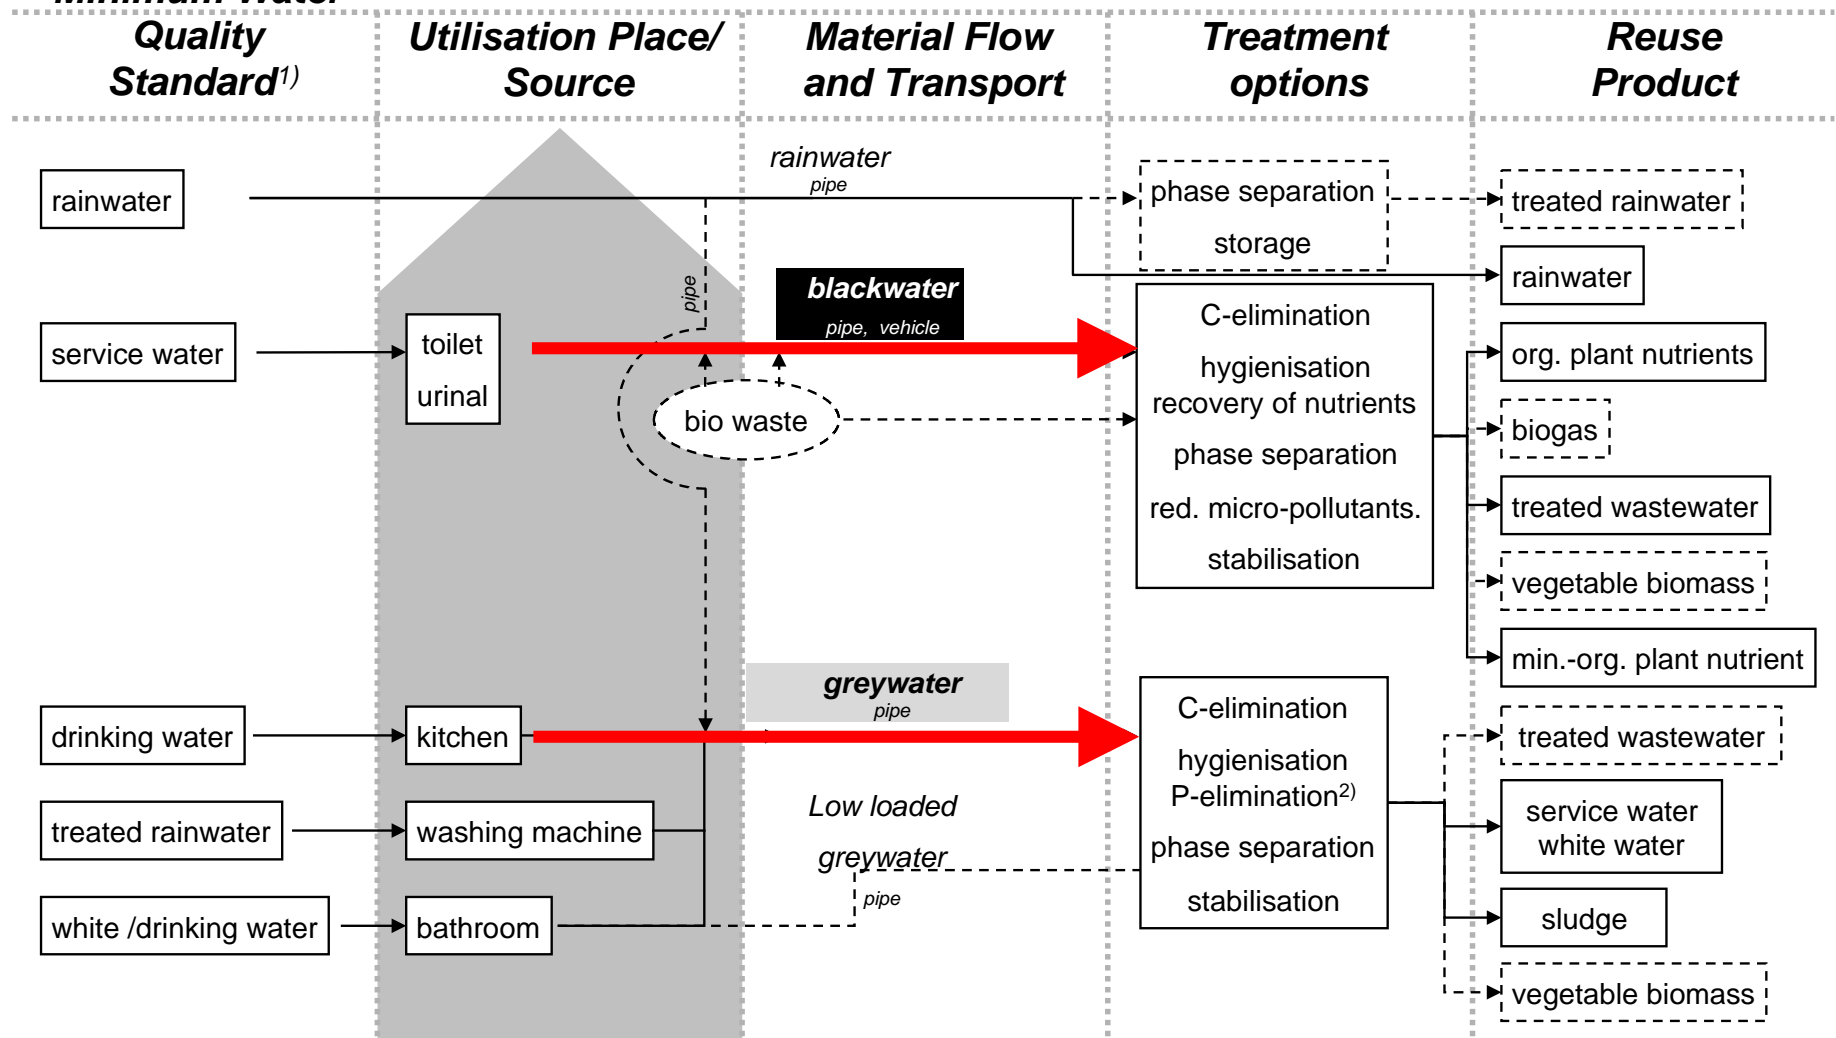 Minimum Water
Quality
Standard1)
Utilisation Place/
Source
Material Flow
and Transport
Treatment
options
Reuse
Product
rainwater
rainwater
pipe
phase separation
storage
treated rainwater
rainwater
pipe
blackwater
pipe, vehicle
service water
toilet
urinal
bio waste
C-elimination
hygienisation
recovery of nutrients
phase separation
red. micro-pollutants.
stabilisation
org. plant nutrients
biogas
treated wastewater
vegetable biomass
min.-org. plant nutrient
greywater
pipe
drinking water
kitchen
treated rainwater
washing machine
white /drinking water
bathroom
Low loaded
greywater
pipe
C-elimination
hygienisation
P-elimination2)
phase separation
stabilisation
treated wastewater
service water
white water
sludge
vegetable biomass